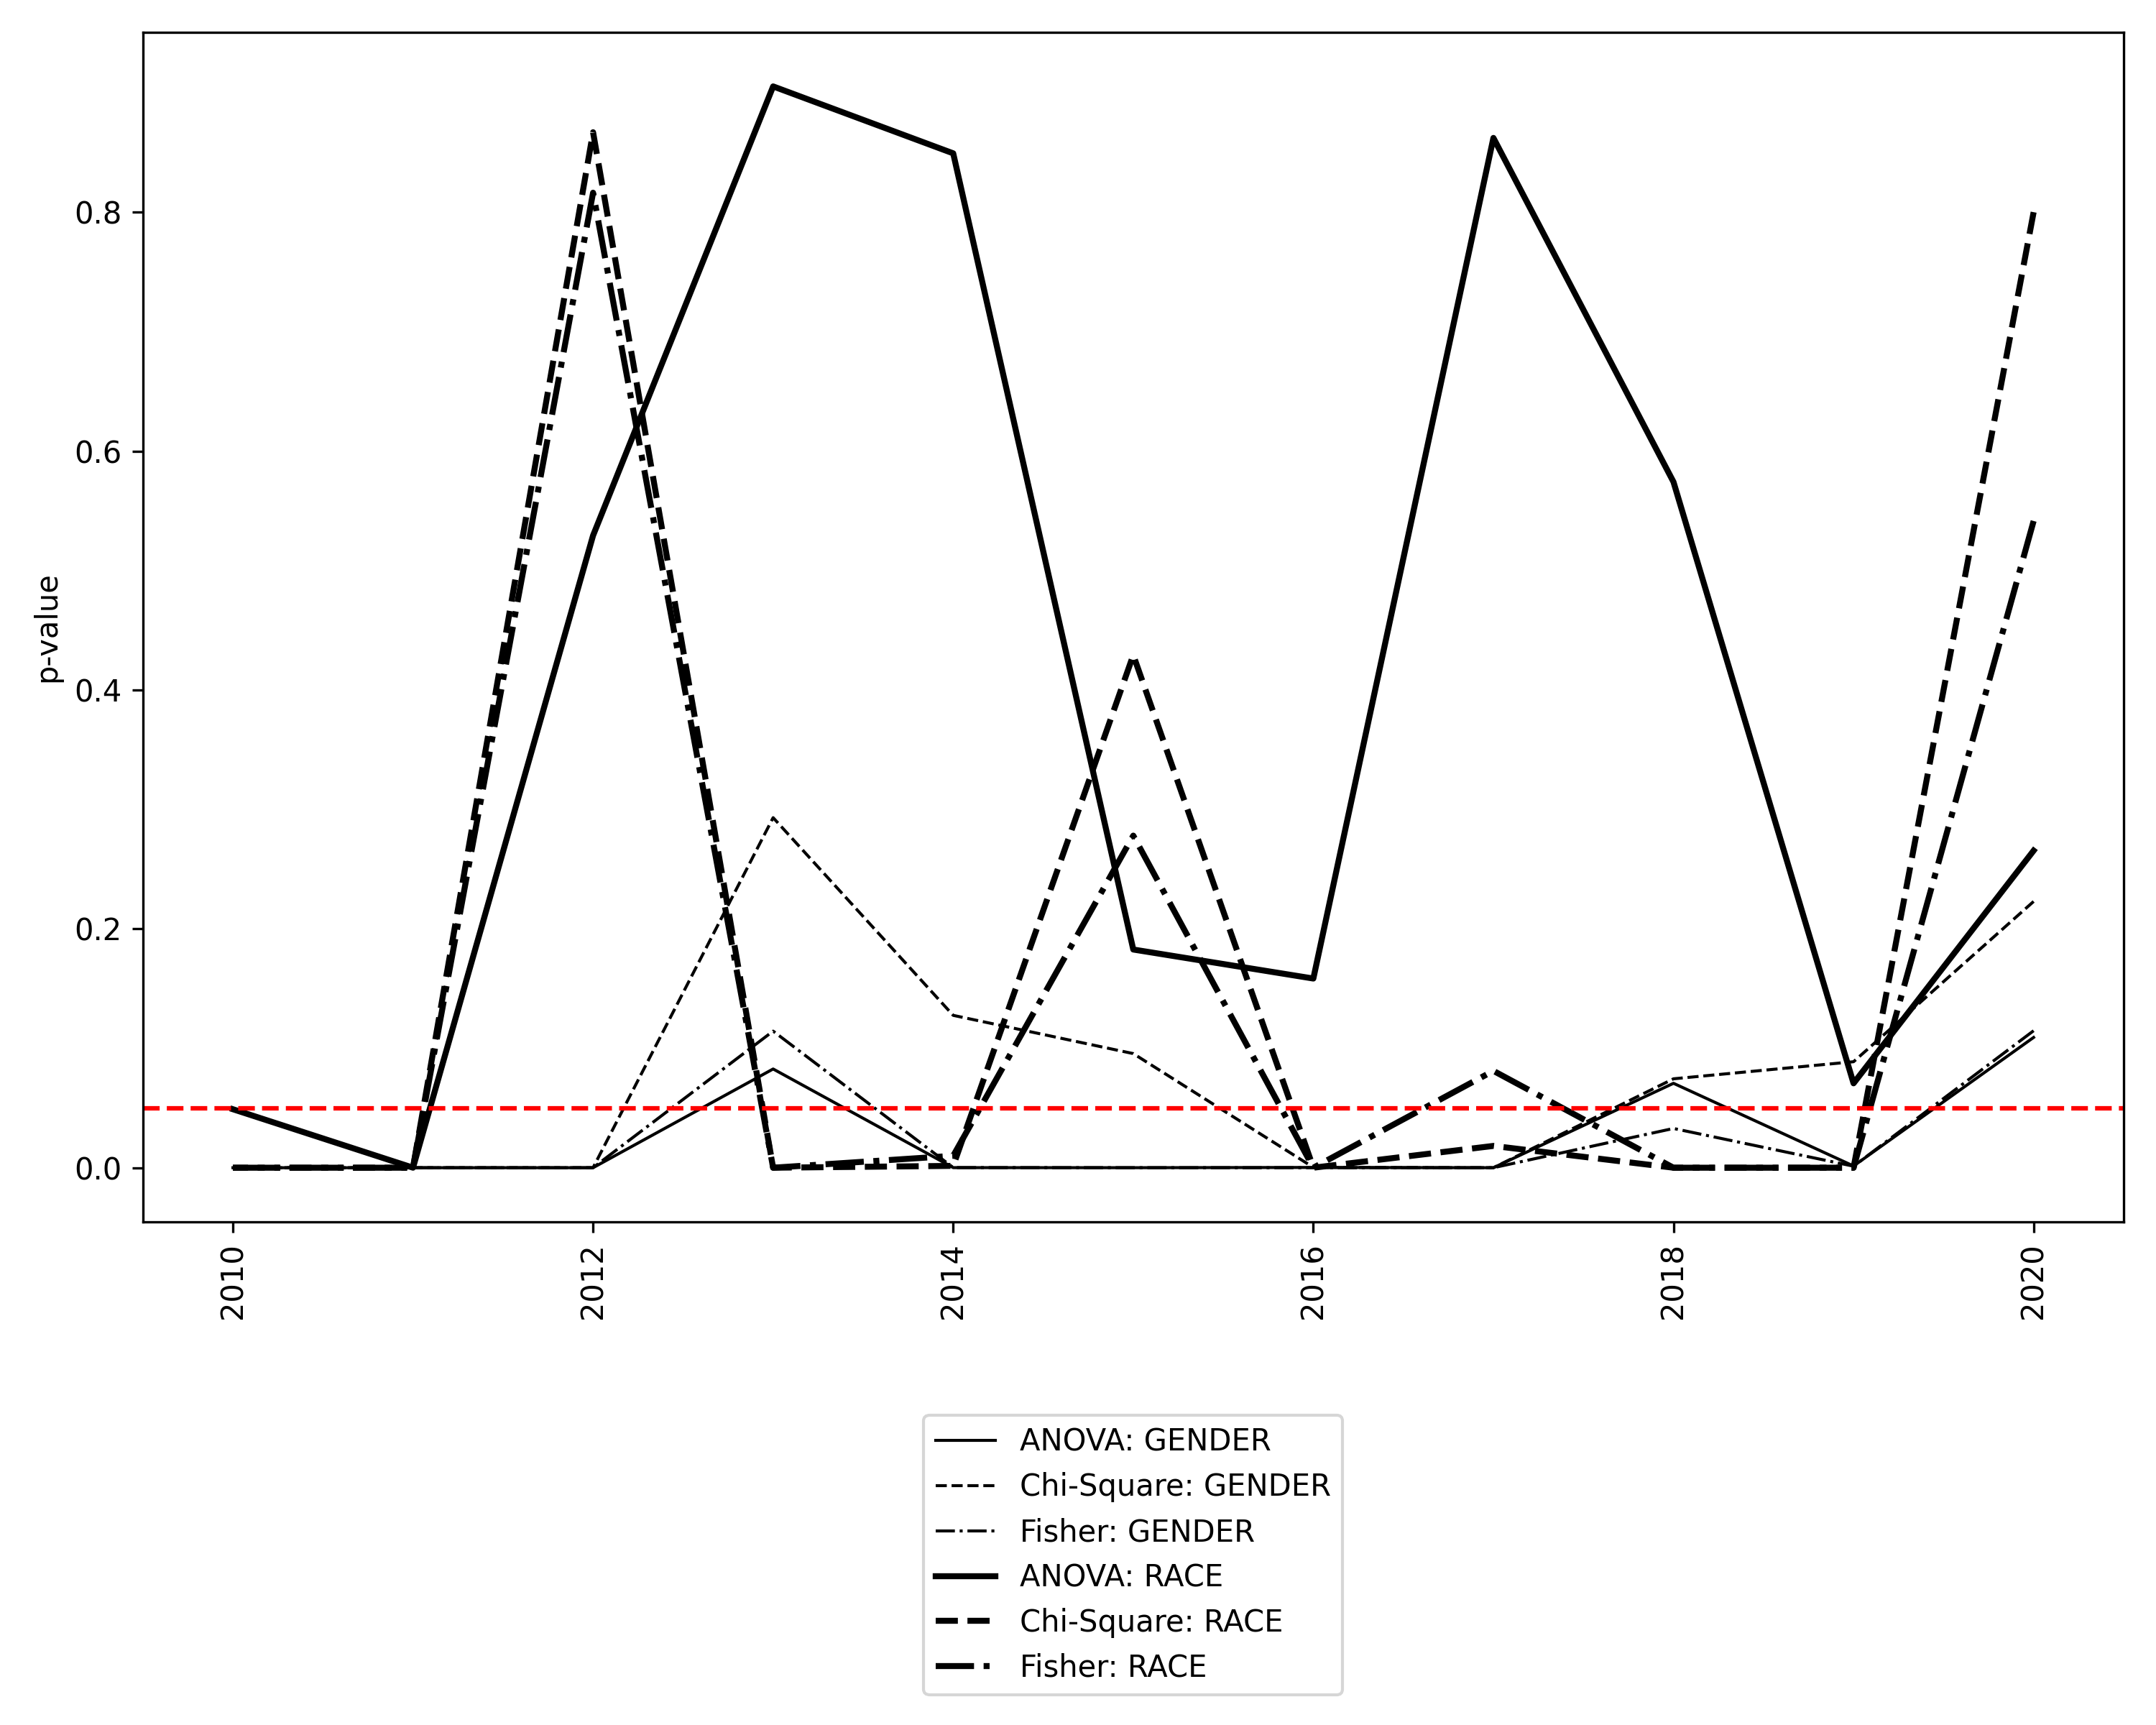 0.8
0.6
p-value
0.4
0.2
0.0
2010
2012
2014
2016
2018
2020
ANOVA: GENDER
Chi-Square: GENDER
Fisher: GENDER
ANOVA: RACE
Chi-Square: RACE
Fisher: RACE